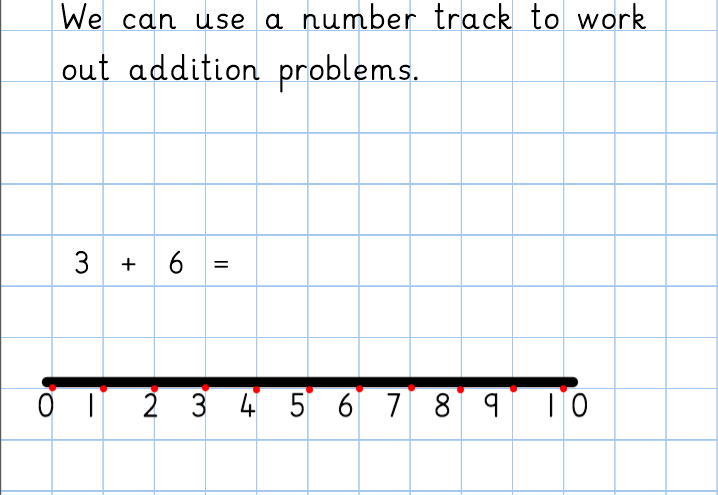 We can use a number track to work
out addition problems.
3 + 6 =
0 1 2 3 4 5 6 7 8 9 10